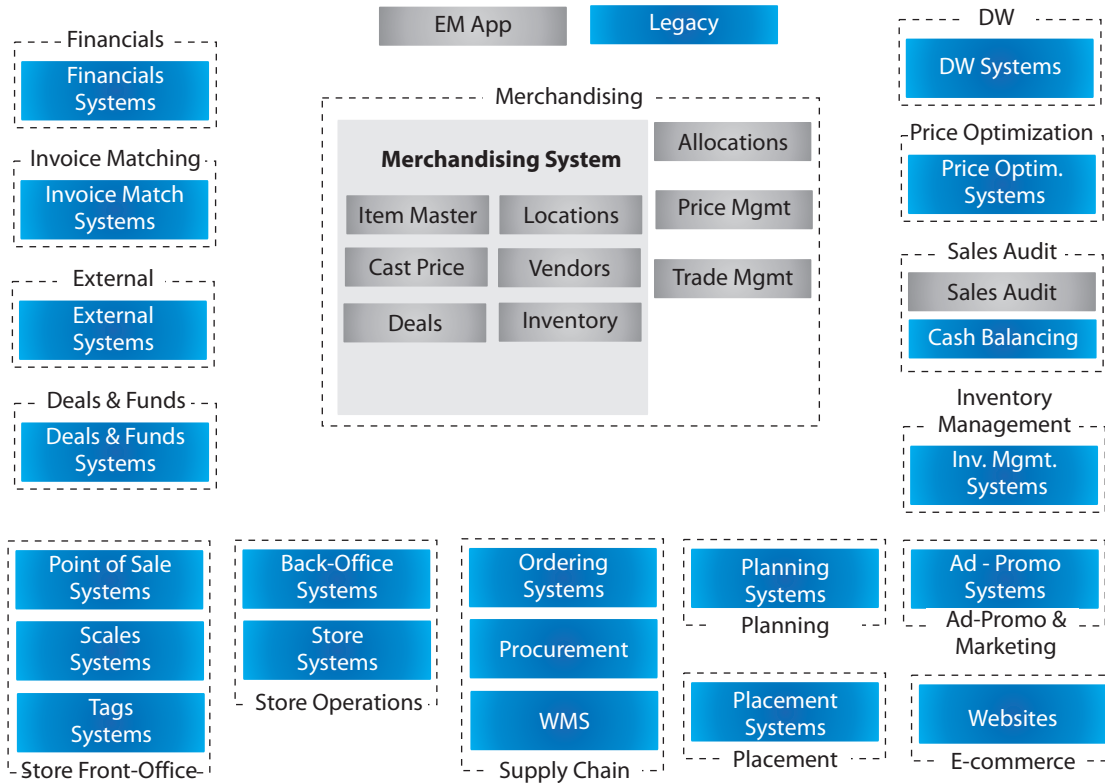 EM App
Legacy
Financials
Financials
Systems
Invoice Matching
Invoice Match
Systems
External
External
Systems
Deals & Funds
Deals & Funds
Systems
Merchandising
Merchandising System
Item Master
Locations
Cast Price
Vendors
Deals
Inventory
Allocations
Price Mgmt
Trade Mgmt
DW
DW Systems
Price Optimization
Price Optim.
Systems
Sales Audit
Sales Audit
Cash Balancing
Inventory
Management
Inv. Mgmt.
Systems
Point of Sale
Systems
Scales
Systems
Tags
Systems
Store Front-Office
Back-Office
Systems
Store
Systems
Store Operations
Ordering
Systems
Procurement
WMS
Supply Chain
Planning
Systems
Planning
Placement
Systems
Placement
Ad - Promo
Systems
Ad-Promo &
Marketing
Websites
E-commerce